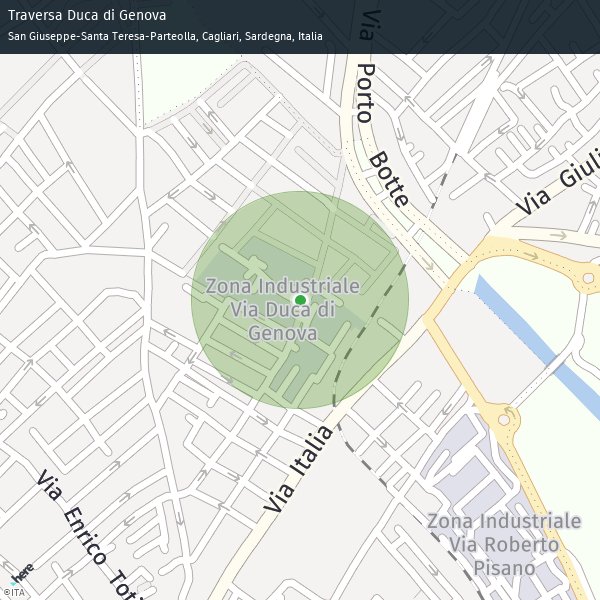 Traversa Duca di Genova
San Giuseppe-Santa Teresa-Parteolla, Cagliari, Sardegna, Italia
Via Porto Botte
Via Giuli
Zona Industriale
Via Duca di
Genova
Via Italia
Via Enrico Toti
Zona Industriale
Via Roberto
Pisano
here
©ITA